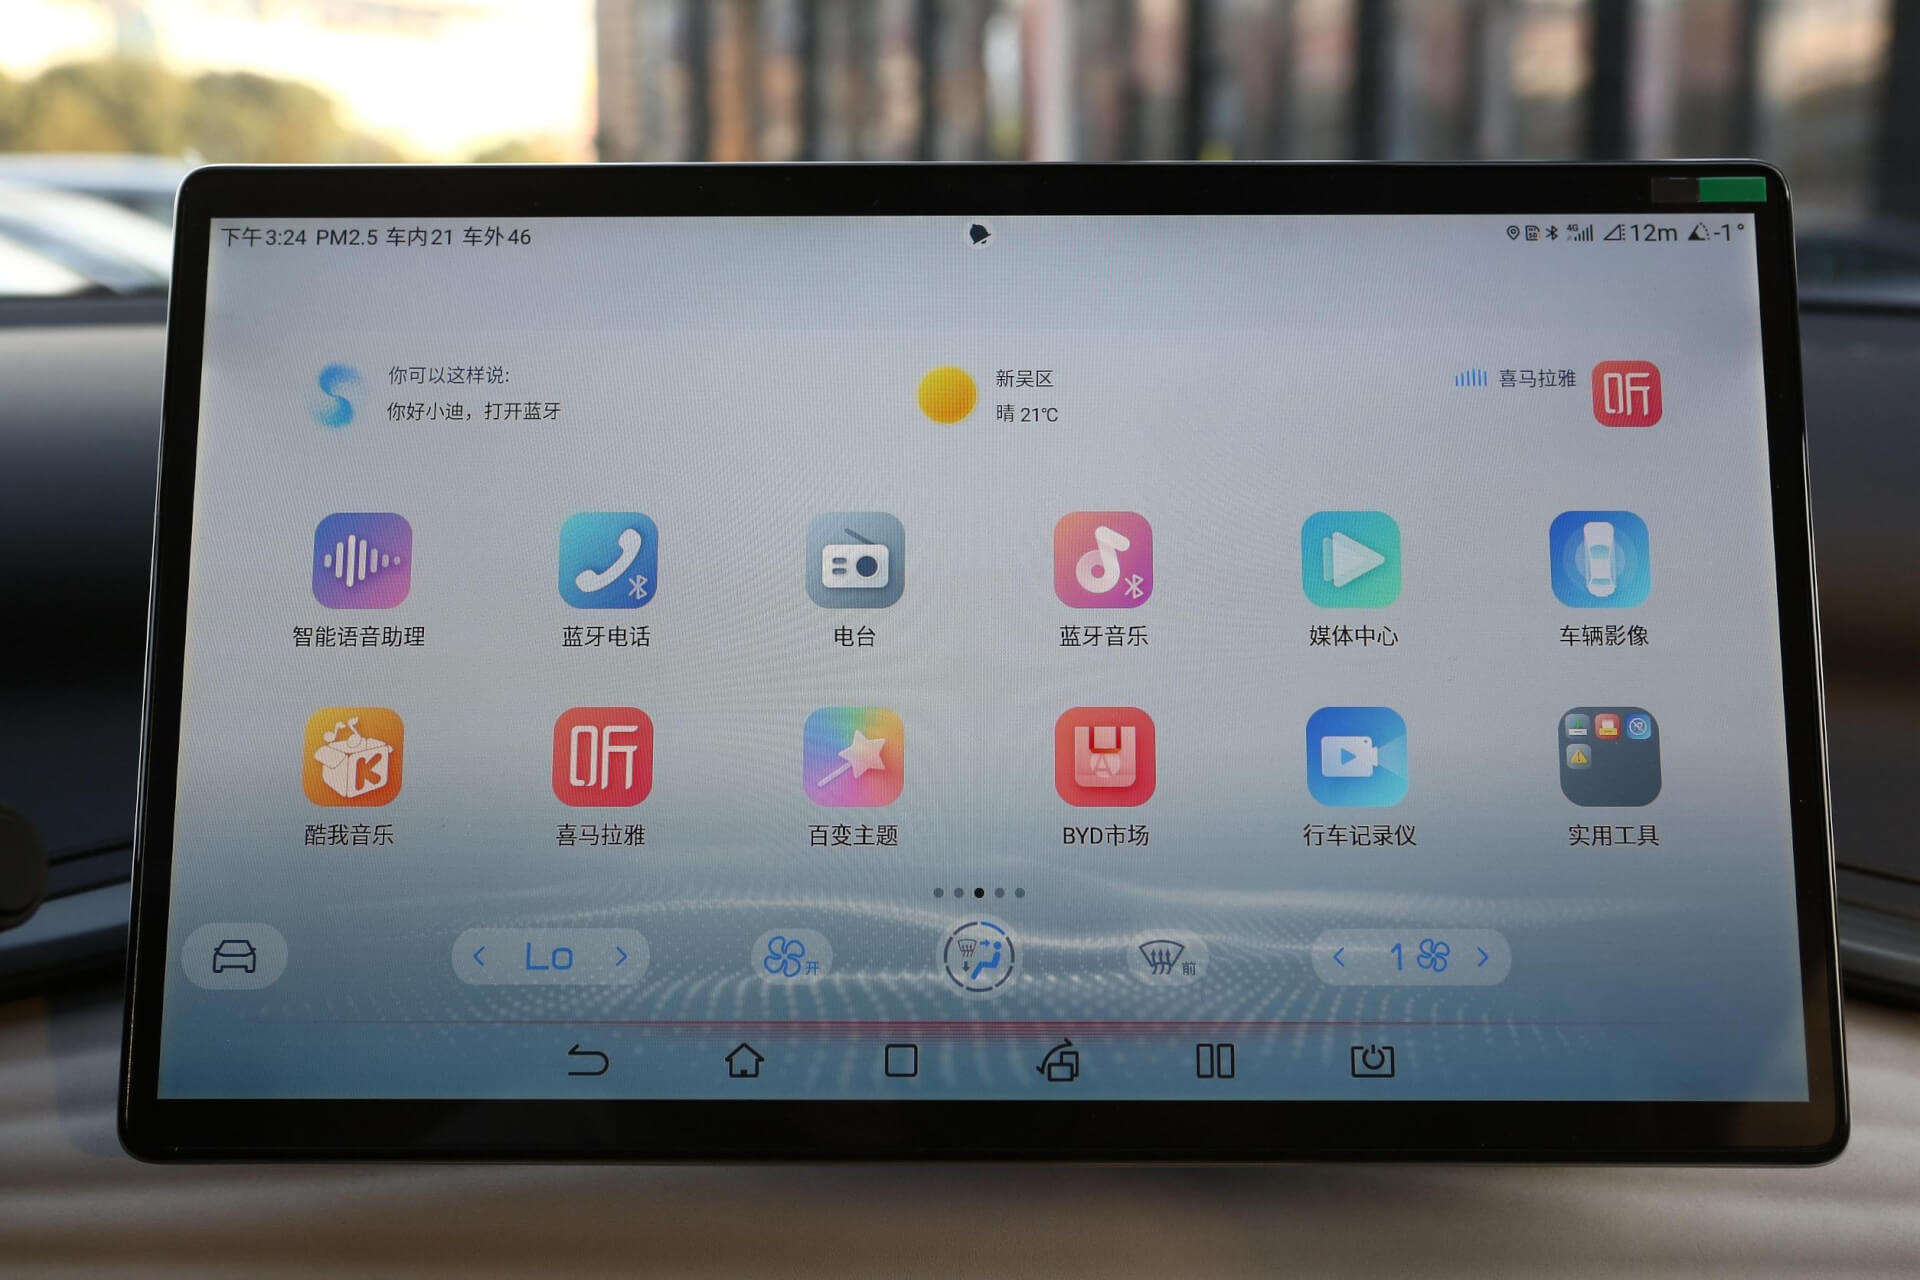 下午3:24 PM2.5 车内21 车外46
4G 12m -1°
你可以这样说:
你好小迪，打开蓝牙
新吴区
晴 21℃
喜马拉雅
听
智能语音助理
蓝牙电话
电台
蓝牙音乐
媒体中心
车辆影像
K
听
A
酷我音乐
喜马拉雅
百变主题
BYD市场
行车记录仪
实用工具
Lo
开
前
1